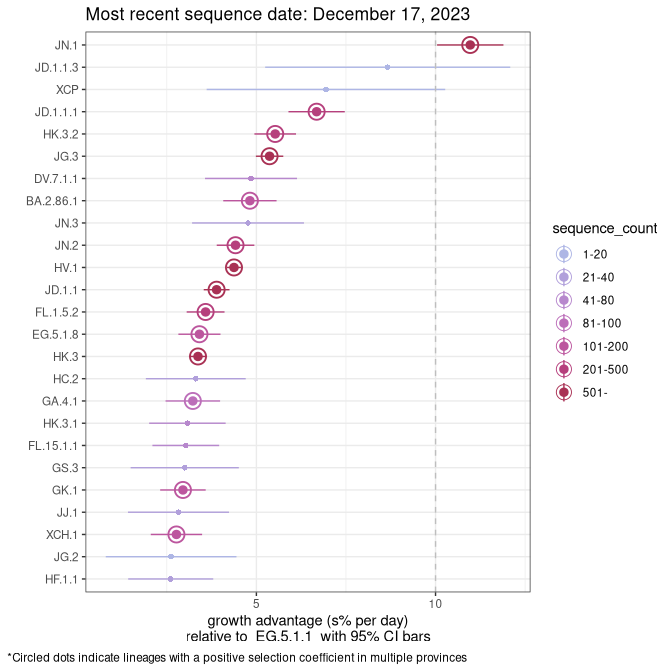 Most recent sequence date: December 17, 2023
JN.1
JD.1.1.3
XCP
JD.1.1.1
HK.3.2
JG.3
DV.7.1.1
BA.2.86.1
JN.3
JN.2
HV.1
JD.1.1
FL.1.5.2
EG.5.1.8
HK.3
HC.2
GA.4.1
HK.3.1
FL.15.1.1
GS.3
GK.1
JJ.1
XCH.1
JG.2
HF.1.1
5 10
growth advantage (s% per day)
relative to EG.5.1.1 with 95% CI bars
sequence_count
1-20
21-40
41-80
81-100
101-200
201-500
501-
*Circled dots indicate lineages with a positive selection coefficient in multiple provinces